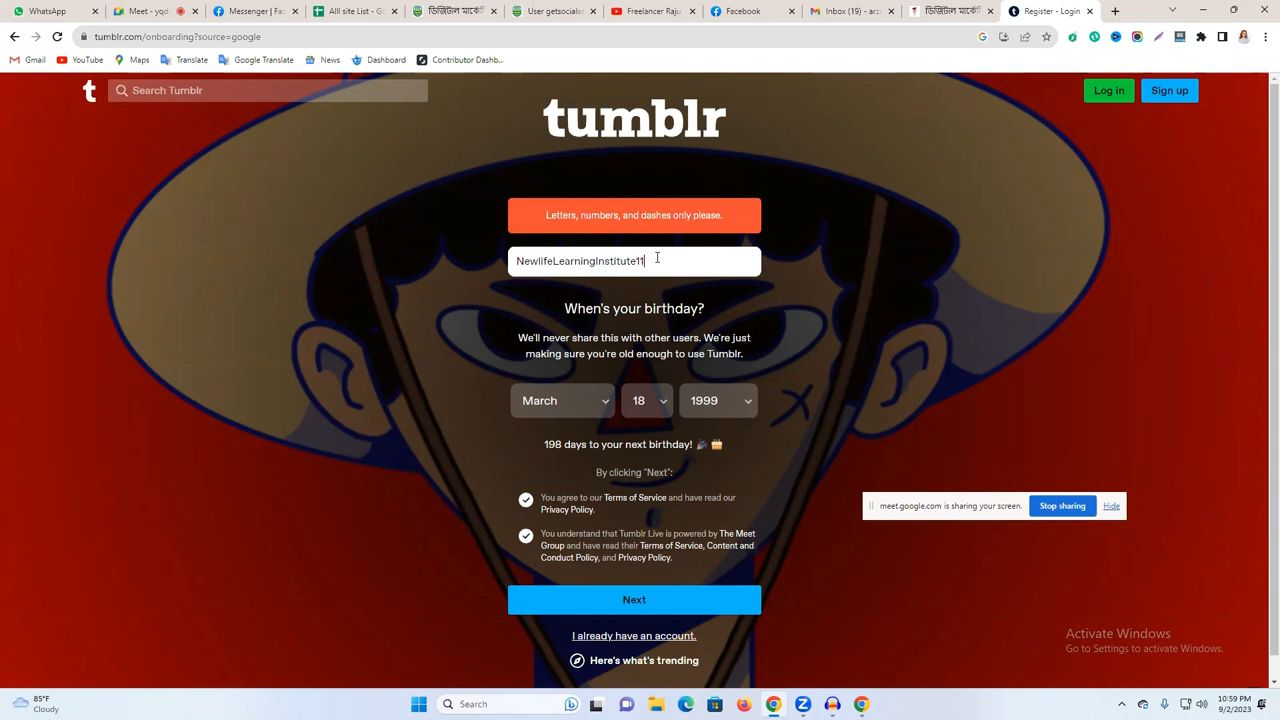 WhatsApp
Meet - yqd
Messenger | Fac
Alll site List - Go
ডিজিটাল মার্কে
User getsocialse
Freelancer Raju
Facebook
Inbox (19) - arza
ডিজিটাল মার্কে
Register - Login
tumblr.com/onboarding?source=google
Gmail
YouTube
Maps
Translate
Google Translate
News
Dashboard
Contributor Dashbo...
t
Search Tumblr
Log in
Sign up
tumblr
Letters, numbers, and dashes only please.
NewlifeLearningInstitute11
When's your birthday?
We'll never share this with other users. We're just
making sure you're old enough to use Tumblr.
March
18
1999
198 days to your next birthday! 🎉 🎂
By clicking "Next":
You agree to our Terms of Service and have read our
Privacy Policy.
You understand that Tumblr Live is powered by The Meet
Group and have read their Terms of Service, Content and
Conduct Policy, and Privacy Policy.
meet.google.com is sharing your screen.
Stop sharing
Hide
Next
I already have an account.
Here's what's trending
Activate Windows
Go to Settings to activate Windows.
85°F
Cloudy
Search
10:59 PM
9/2/2023